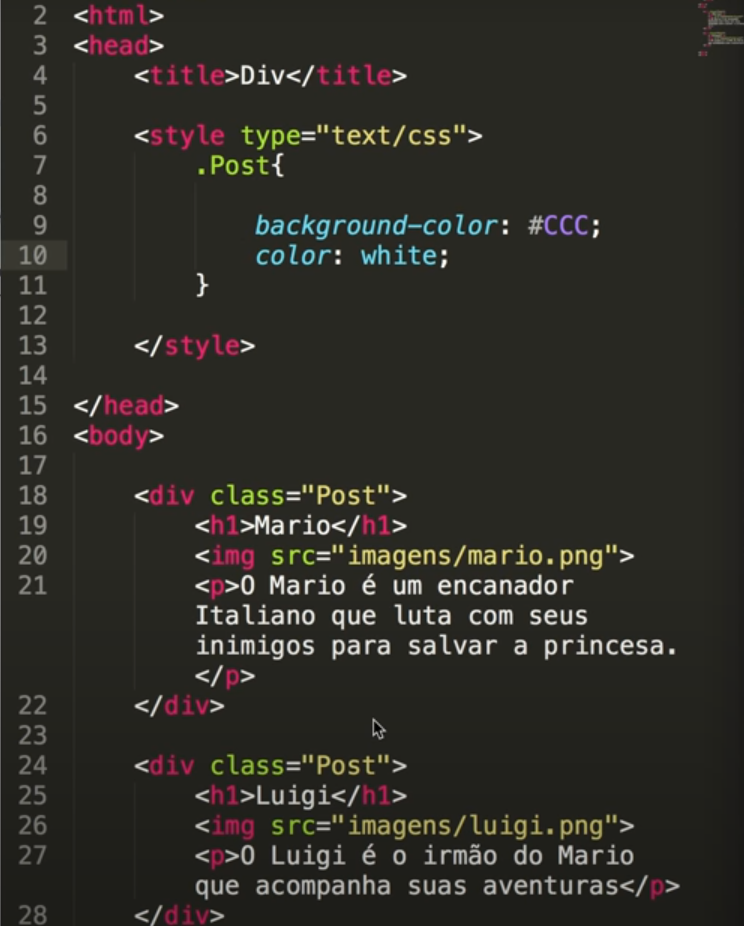 2 <html>
3 <head>
4 <title>Div</title>
5
6 <style type="text/css">
7 .Post{
8
9 background-color: #CCC;
10 color: white;
11 }
12
13 </style>
14
15 </head>
16 <body>
17
18 <div class="Post">
19 <h1>Mario</h1>
20 <img src="imagens/mario.png">
21 <p>O Mario é um encanador
Italiano que luta com seus
inimigos para salvar a princesa.
</p>
22 </div>
23
24 <div class="Post">
25 <h1>Luigi</h1>
26 <img src="imagens/luigi.png">
27 <p>O Luigi é o irmão do Mario
que acompanha suas aventuras</p>
28 </div>